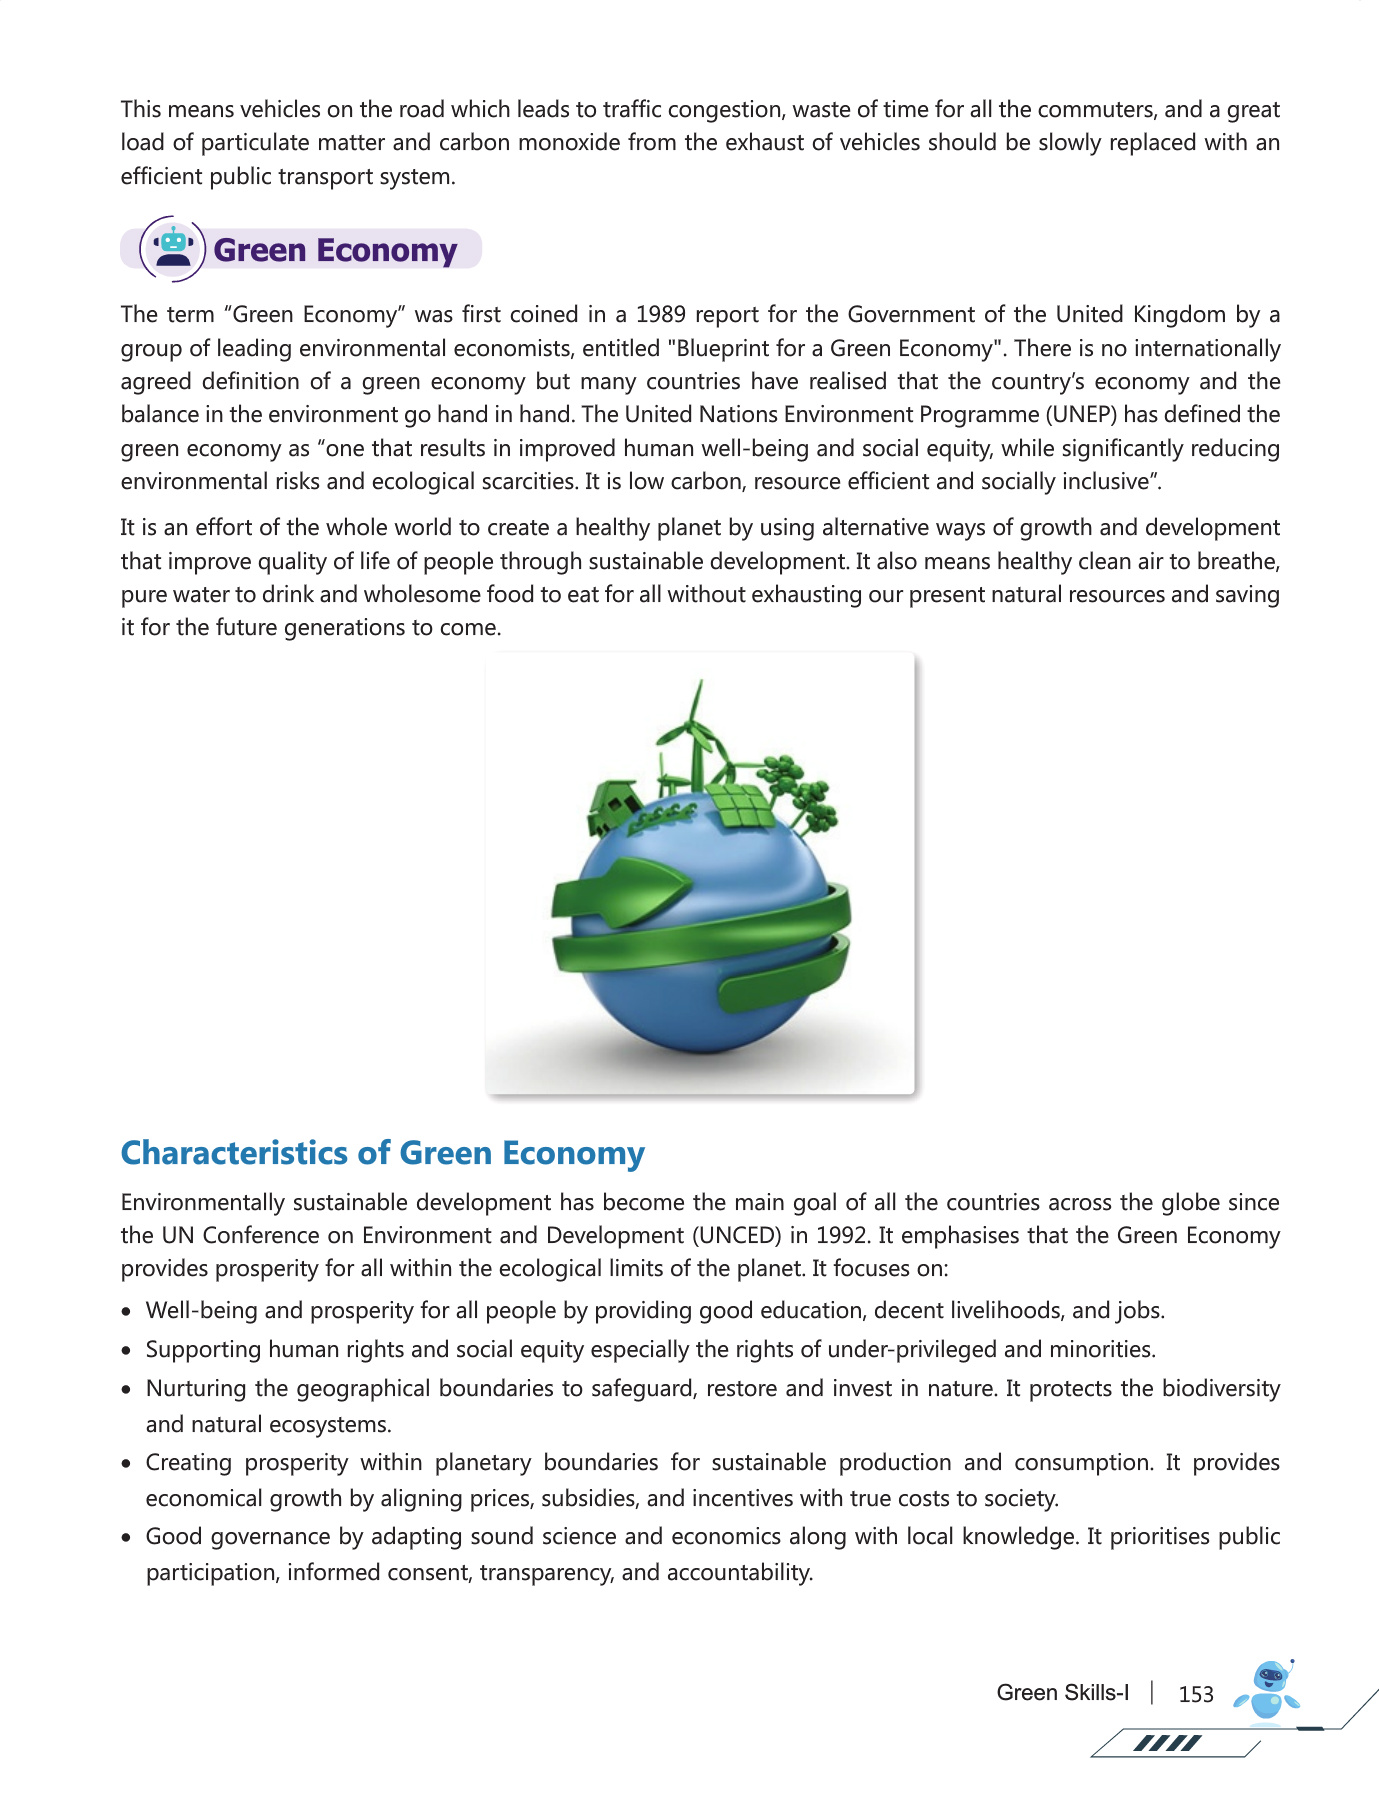 This means vehicles on the road which leads to traffic congestion, waste of time for all the commuters, and a great
load of particulate matter and carbon monoxide from the exhaust of vehicles should be slowly replaced with an
efficient public transport system.
Green Economy
The term “Green Economy” was first coined in a 1989 report for the Government of the United Kingdom by a
group of leading environmental economists, entitled "Blueprint for a Green Economy". There is no internationally
agreed definition of a green economy but many countries have realised that the country’s economy and the
balance in the environment go hand in hand. The United Nations Environment Programme (UNEP) has defined the
green economy as “one that results in improved human well-being and social equity, while significantly reducing
environmental risks and ecological scarcities. It is low carbon, resource efficient and socially inclusive”.
It is an effort of the whole world to create a healthy planet by using alternative ways of growth and development
that improve quality of life of people through sustainable development. It also means healthy clean air to breathe,
pure water to drink and wholesome food to eat for all without exhausting our present natural resources and saving
it for the future generations to come.
Characteristics of Green Economy
Environmentally sustainable development has become the main goal of all the countries across the globe since
the UN Conference on Environment and Development (UNCED) in 1992. It emphasises that the Green Economy
provides prosperity for all within the ecological limits of the planet. It focuses on:
• Well-being and prosperity for all people by providing good education, decent livelihoods, and jobs.
• Supporting human rights and social equity especially the rights of under-privileged and minorities.
• Nurturing the geographical boundaries to safeguard, restore and invest in nature. It protects the biodiversity
and natural ecosystems.
• Creating prosperity within planetary boundaries for sustainable production and consumption. It provides
economical growth by aligning prices, subsidies, and incentives with true costs to society.
• Good governance by adapting sound science and economics along with local knowledge. It prioritises public
participation, informed consent, transparency, and accountability.
Green Skills-I | 153